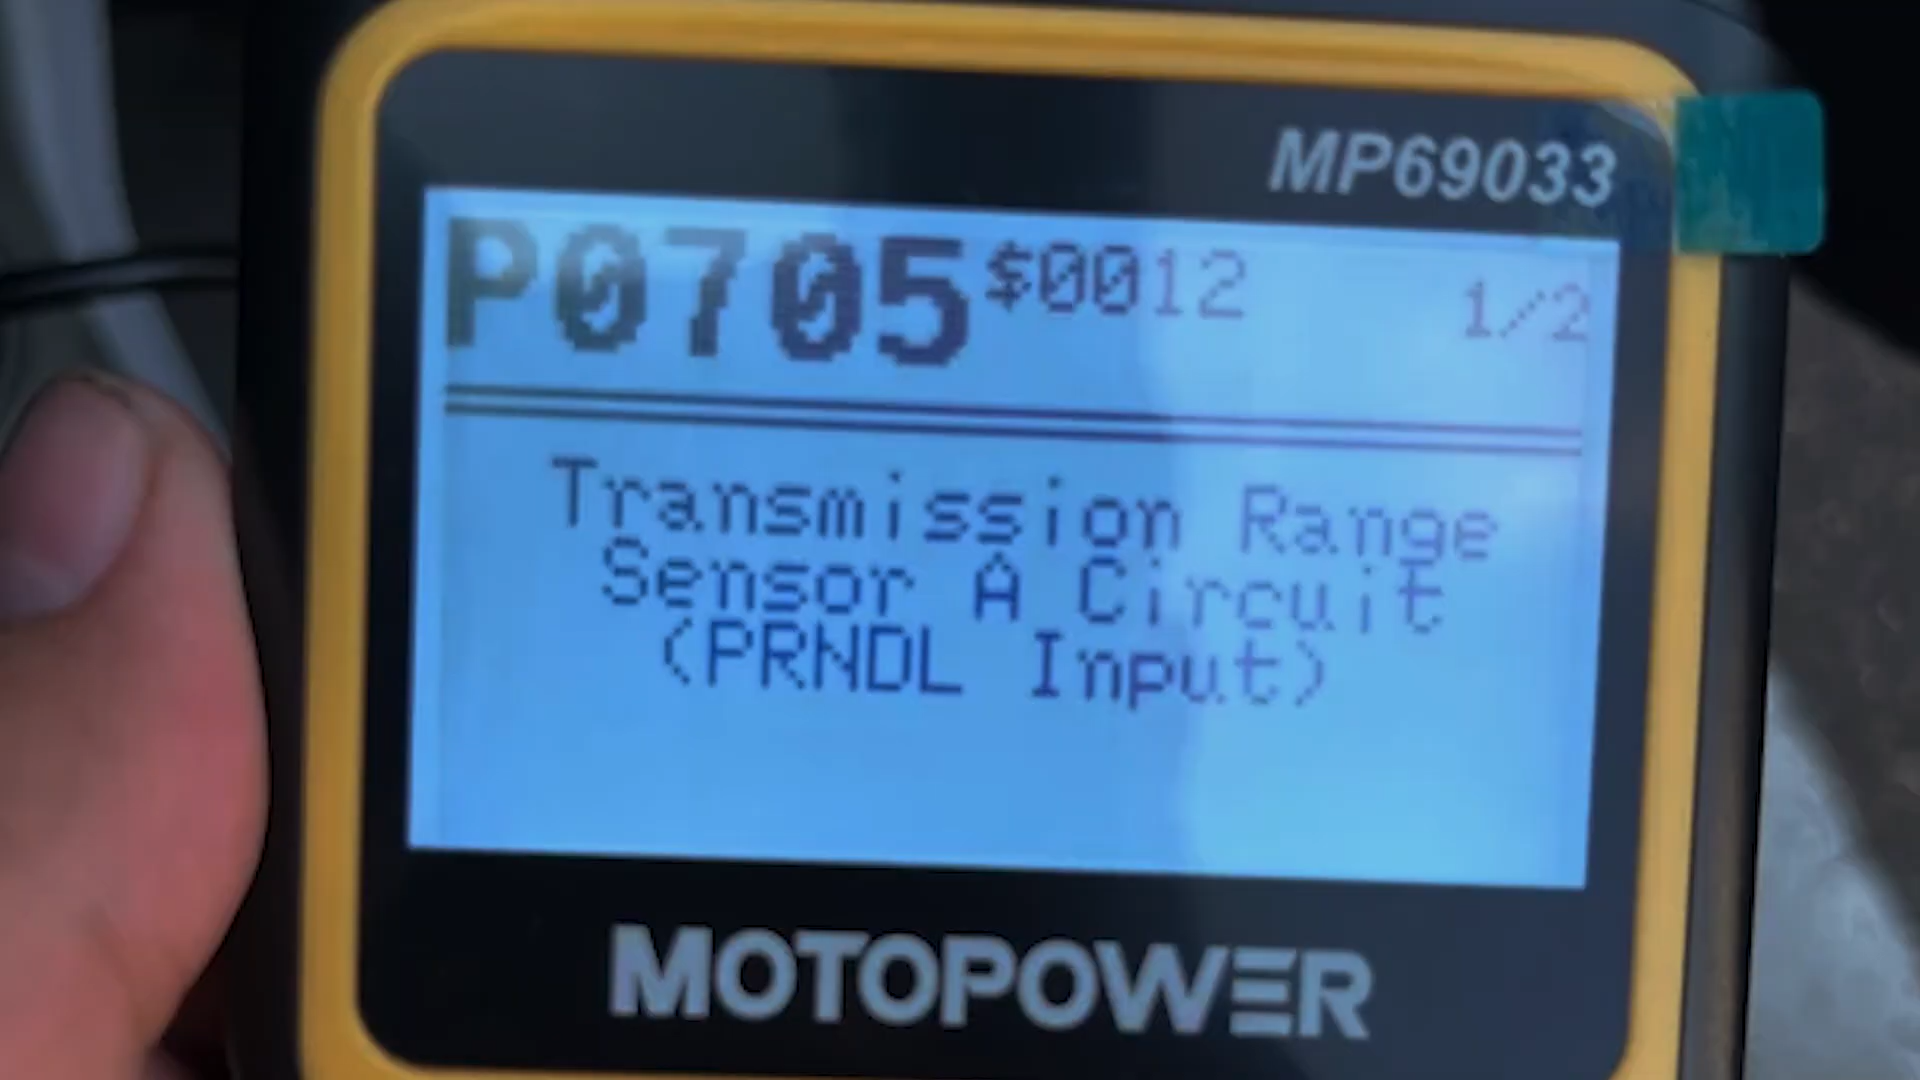 MP69033
P0705 $0012 1/2
Transmission Range
Sensor A Circuit
(PRNDL Input)
MOTOPOWER